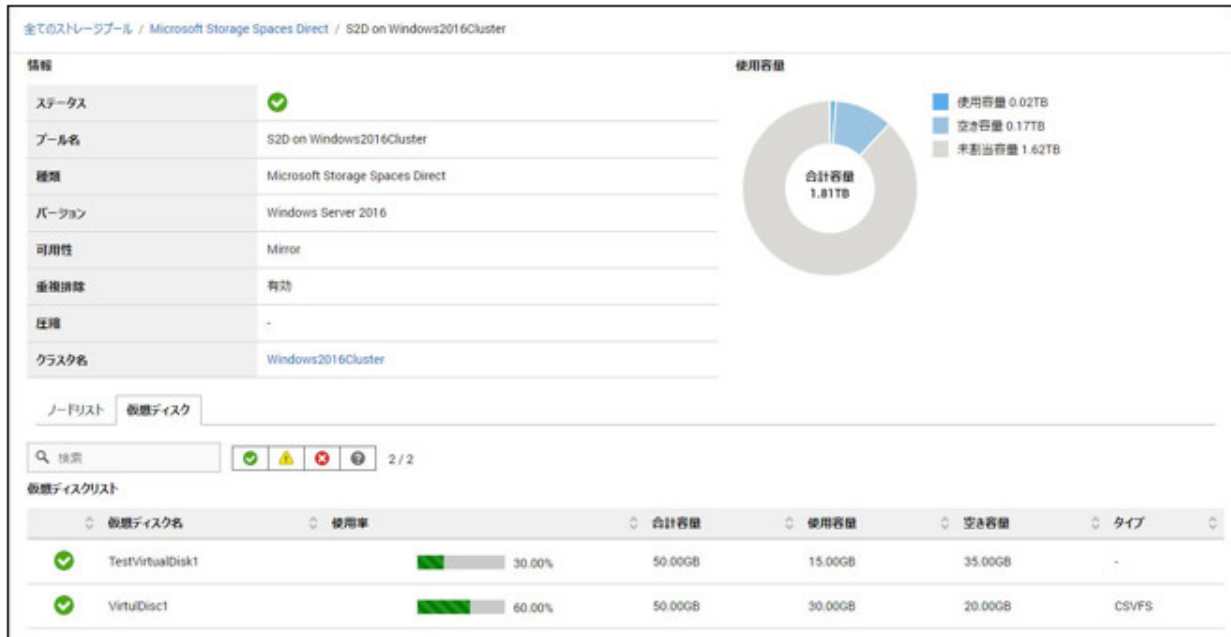 全てのストレージプール / Microsoft Storage Spaces Direct / S2D on Windows2016Cluster
情報
ステータス
プール名 S2D on Windows2016Cluster
種類 Microsoft Storage Spaces Direct
バージョン Windows Server 2016
可用性 Mirror
重複排除 有効
圧縮 -
クラスタ名 Windows2016Cluster
使用容量
使用容量 0.02TB
空き容量 0.17TB
未割当容量 1.62TB
合計容量
1.81TB
ノードリスト 仮想ディスク
検索 2 / 2
仮想ディスクリスト
仮想ディスク名 使用率 合計容量 使用容量 空き容量 タイプ
TestVirtualDisk1 30.00% 50.00GB 15.00GB 35.00GB -
VirtulDisc1 60.00% 50.00GB 30.00GB 20.00GB CSVFS